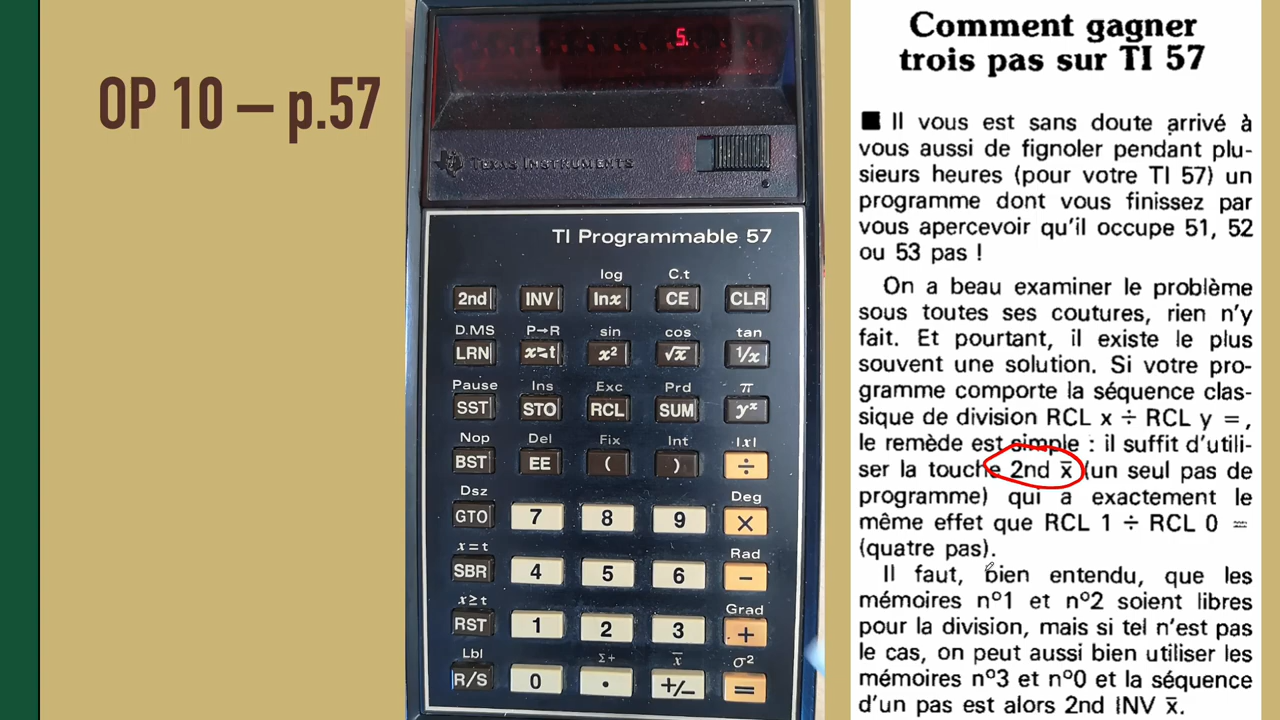 OP 10 – p.57
5.
TEXAS INSTRUMENTS
TI Programmable 57
log C.t
2nd INV lnx CE CLR
D.MS P→R sin cos tan
LRN x⇄t x² √x 1/x
Pause Ins Exc Prd π
SST STO RCL SUM yˣ
Nop Del Fix Int |x|
BST EE ( ) ÷
Dsz Deg
GTO 7 8 9 ×
x=t Rad
SBR 4 5 6 −
x≥t Grad
RST 1 2 3 +
Lbl Σ+ x̄ σ²
R/S 0 . +/− =
Comment gagner
trois pas sur TI 57
■ Il vous est sans doute arrivé à
vous aussi de fignoler pendant plu-
sieurs heures (pour votre TI 57) un
programme dont vous finissez par
vous apercevoir qu'il occupe 51, 52
ou 53 pas !
On a beau examiner le problème
sous toutes ses coutures, rien n'y
fait. Et pourtant, il existe le plus
souvent une solution. Si votre pro-
gramme comporte la séquence clas-
sique de division RCL x ÷ RCL y =,
le remède est simple : il suffit d'utili-
ser la touche 2nd x̄ (un seul pas de
programme) qui a exactement le
même effet que RCL 1 ÷ RCL 0 =
(quatre pas).
Il faut, bien entendu, que les
mémoires n°1 et n°2 soient libres
pour la division, mais si tel n'est pas
le cas, on peut aussi bien utiliser les
mémoires n°3 et n°0 et la séquence
d'un pas est alors 2nd INV x̄.